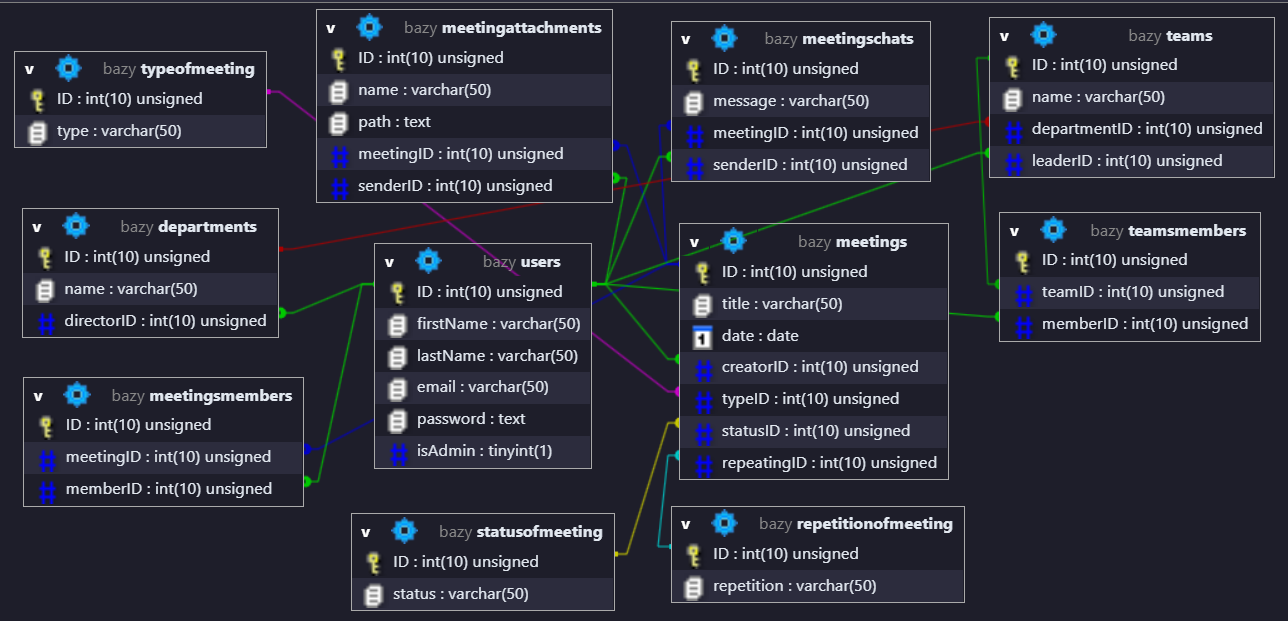 v bazy typeofmeeting
ID : int(10) unsigned
type : varchar(50)
v bazy meetingattachments
ID : int(10) unsigned
name : varchar(50)
path : text
meetingID : int(10) unsigned
senderID : int(10) unsigned
v bazy meetingschats
ID : int(10) unsigned
message : varchar(50)
meetingID : int(10) unsigned
senderID : int(10) unsigned
v bazy teams
ID : int(10) unsigned
name : varchar(50)
departmentID : int(10) unsigned
leaderID : int(10) unsigned
v bazy departments
ID : int(10) unsigned
name : varchar(50)
directorID : int(10) unsigned
v bazy users
ID : int(10) unsigned
firstName : varchar(50)
lastName : varchar(50)
email : varchar(50)
password : text
isAdmin : tinyint(1)
v bazy meetings
ID : int(10) unsigned
title : varchar(50)
date : date
creatorID : int(10) unsigned
typeID : int(10) unsigned
statusID : int(10) unsigned
repeatingID : int(10) unsigned
v bazy teamsmembers
ID : int(10) unsigned
teamID : int(10) unsigned
memberID : int(10) unsigned
v bazy meetingsmembers
ID : int(10) unsigned
meetingID : int(10) unsigned
memberID : int(10) unsigned
v bazy statusofmeeting
ID : int(10) unsigned
status : varchar(50)
v bazy repetitionofmeeting
ID : int(10) unsigned
repetition : varchar(50)